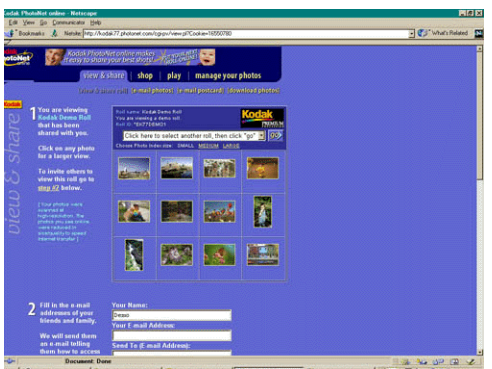 Kodak PhotoNet online - Netscape
File Edit View Go Communicator Help
Bookmarks Netsite: http://kodak77.photonet.com/cgi-pv/view.pl?Cookie=16550780 What's Related
PhotoNet
Kodak PhotoNet online makes
it easy to share your best shots!
view & share | shop | play | manage your photos
[e-mail photos] [e-mail postcard] [download photos]
Kodak
view & share
1 You are viewing
Kodak Demo Roll
that has been
shared with you.
Click on any photo
for a larger view.
To invite others to
view this roll go to
step #2 below.
[ Your photos were
scanned at
high-resolution. The
photos you see online
were reduced in
size/quality to speed
Internet transfer ]
Roll name: Kodak Demo Roll
You are viewing a demo roll.
Kodak
PREMIUM
Click here to select another roll, then click "go"
GO
Choose Photo Index size: SMALL MEDIUM LARGE
2 Fill in the e-mail
addresses of your
friends and family.
We will send them
an e-mail telling
them how to access
Your Name:
Demo
Your E-mail Address:
Send To (E-mail Address):
Document: Done